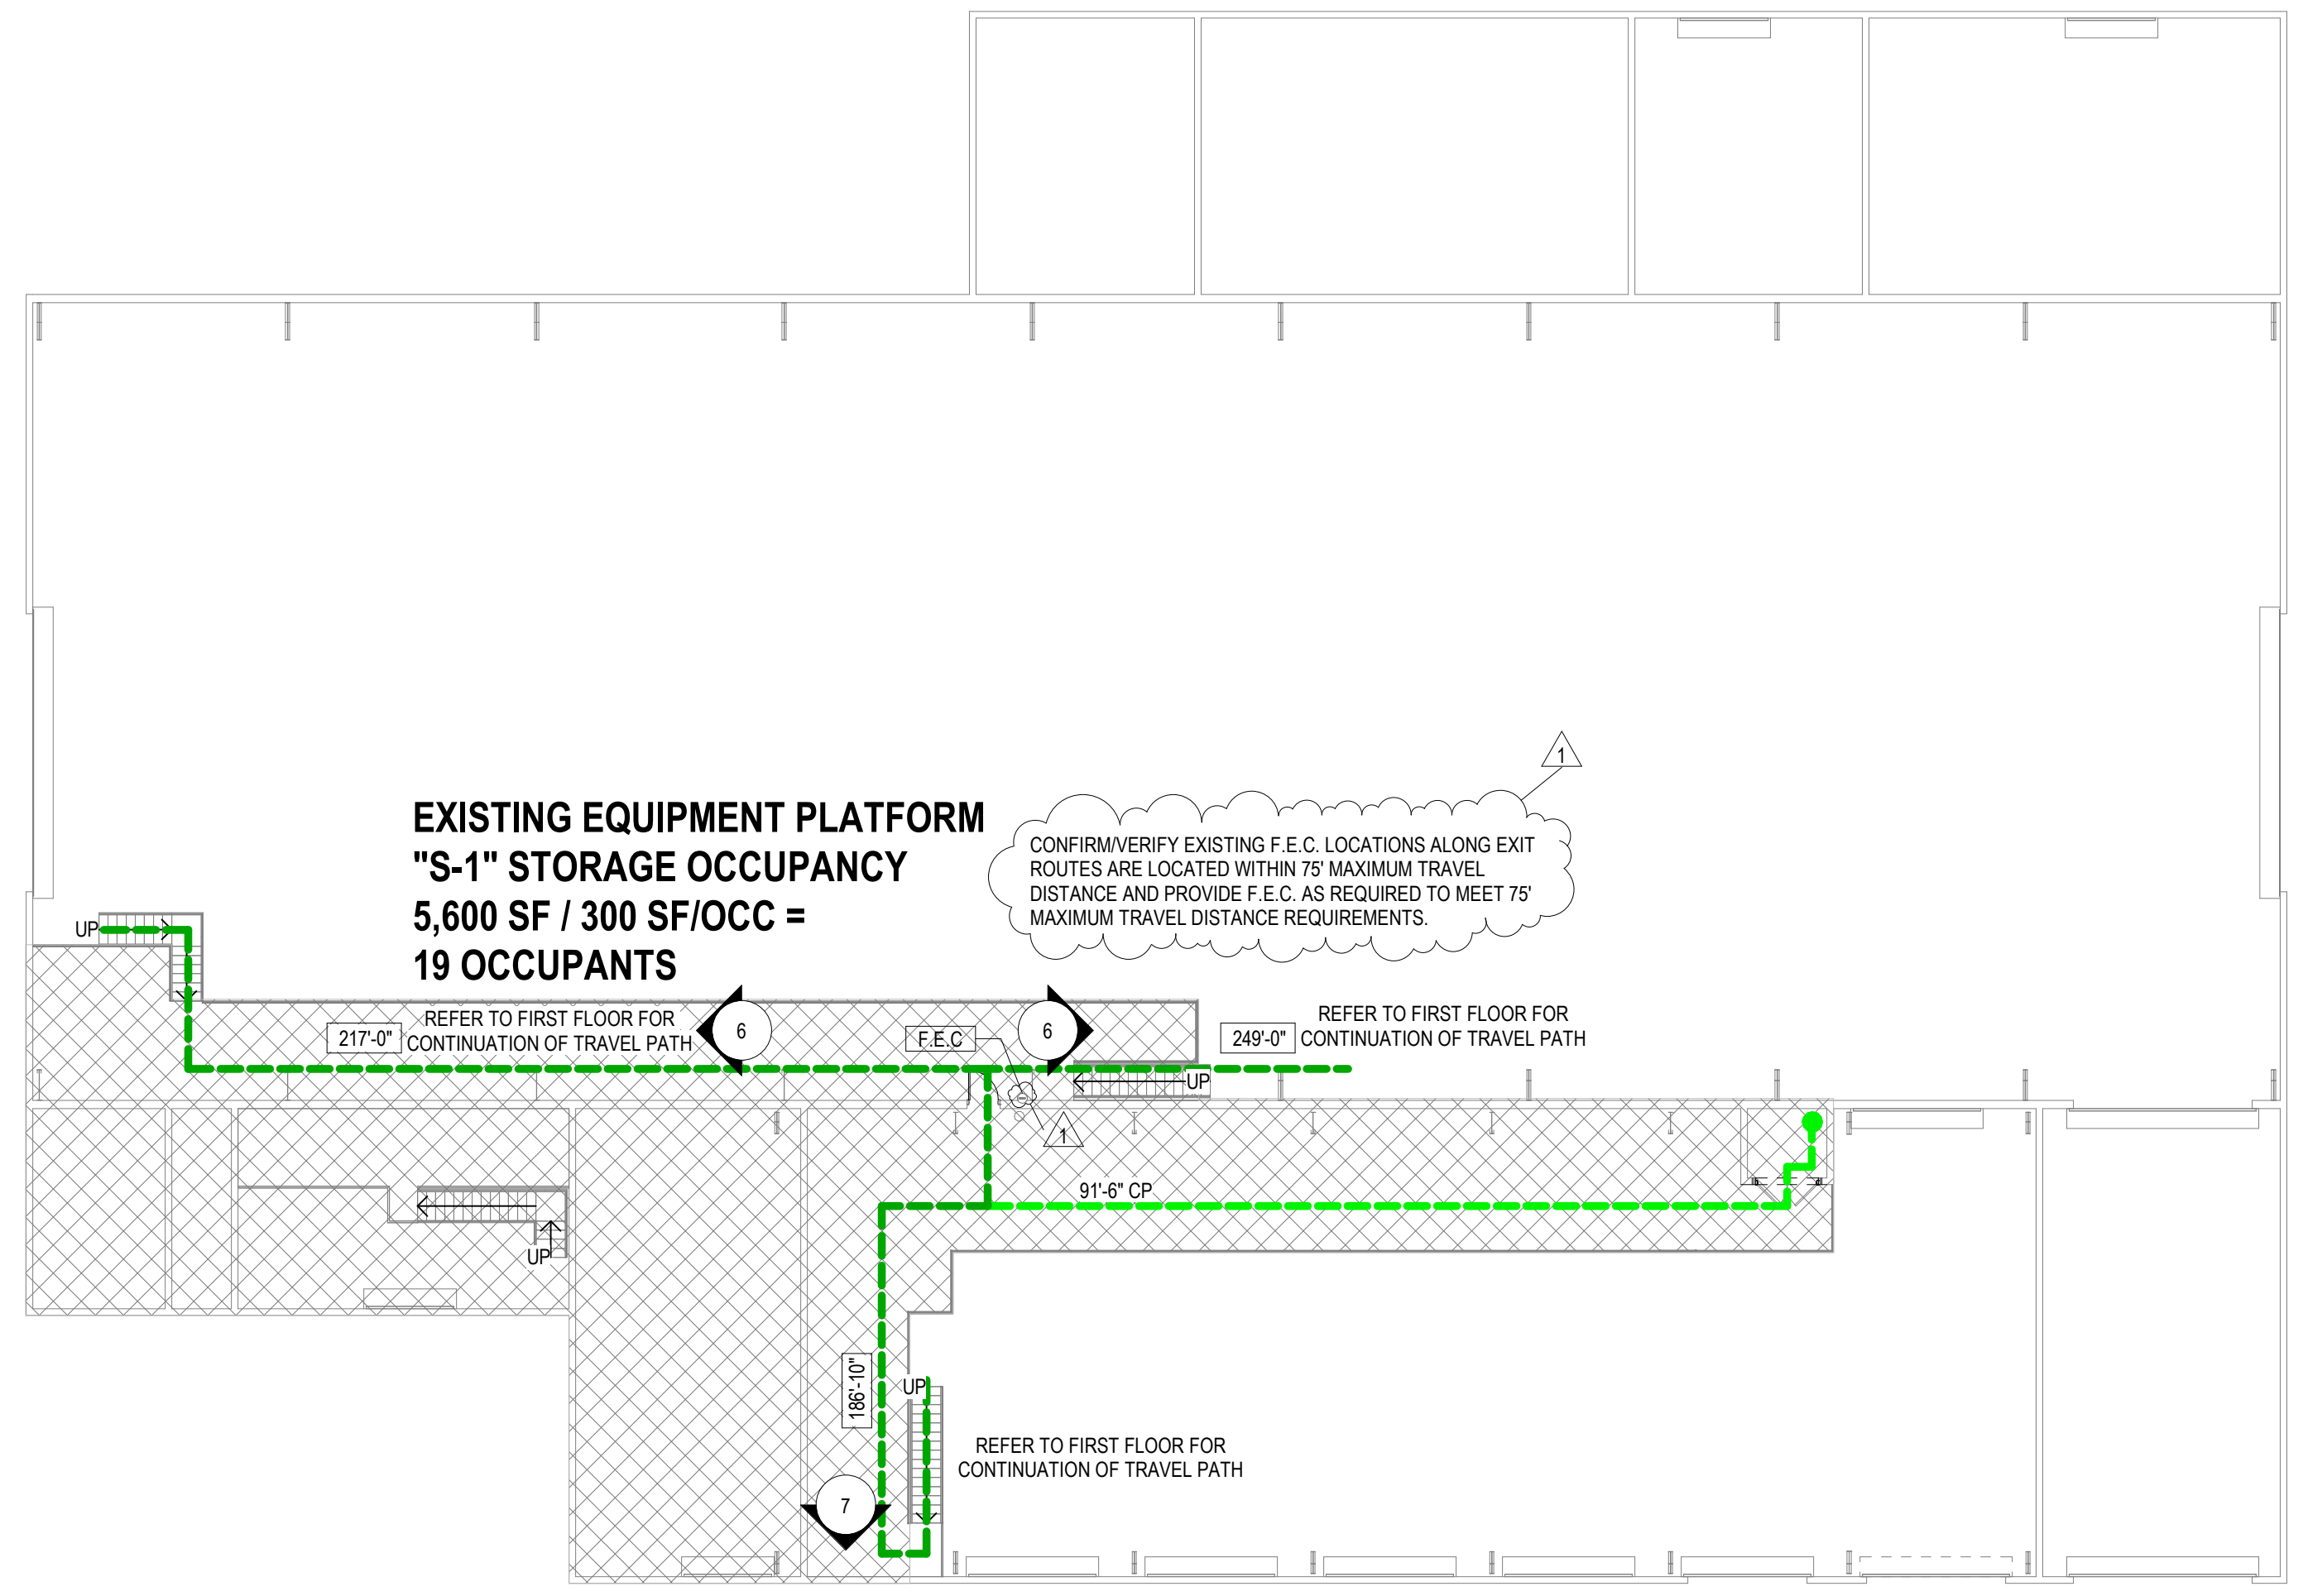 1
EXISTING EQUIPMENT PLATFORM
"S-1" STORAGE OCCUPANCY
5,600 SF / 300 SF/OCC =
19 OCCUPANTS
CONFIRM/VERIFY EXISTING F.E.C. LOCATIONS ALONG EXIT
ROUTES ARE LOCATED WITHIN 75' MAXIMUM TRAVEL
DISTANCE AND PROVIDE F.E.C. AS REQUIRED TO MEET 75'
MAXIMUM TRAVEL DISTANCE REQUIREMENTS.
UP
217'-0"
REFER TO FIRST FLOOR FOR
CONTINUATION OF TRAVEL PATH
6
F.E.C
6
249'-0"
REFER TO FIRST FLOOR FOR
CONTINUATION OF TRAVEL PATH
UP
1
91'-6" CP
UP
186'-10"
UP
REFER TO FIRST FLOOR FOR
CONTINUATION OF TRAVEL PATH
7